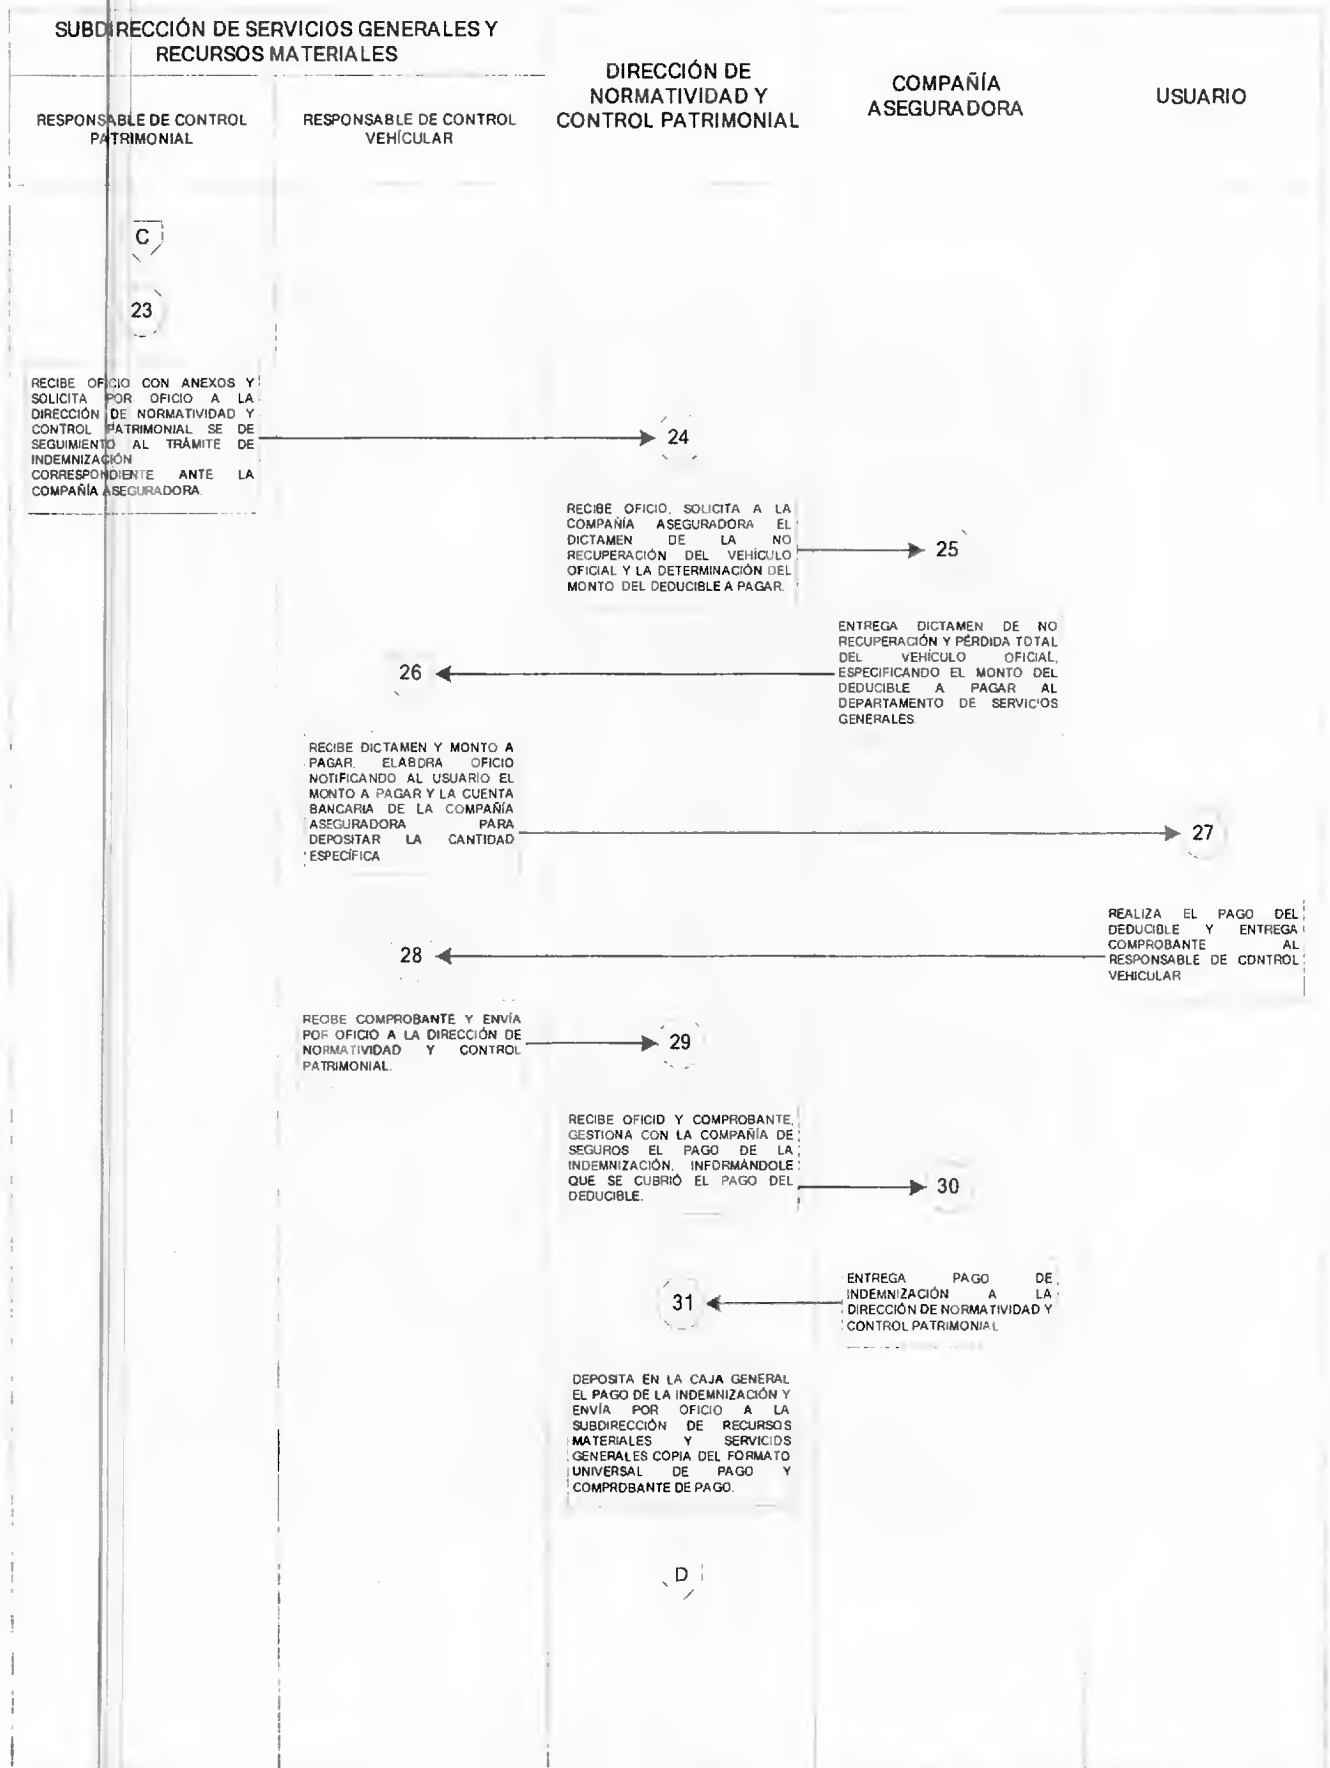 SUBDIRECCIÓN DE SERVICIOS GENERALES Y
RECURSOS MATERIALES
RESPONSABLE DE CONTROL
PATRIMONIAL
RESPONSABLE DE CONTROL
VEHÍCULAR
DIRECCIÓN DE
NORMATIVIDAD Y
CONTROL PATRIMONIAL
COMPAÑÍA
ASEGURADORA
USUARIO
C
23
RECIBE OFICIO CON ANEXOS Y
SOLICITA POR OFICIO A LA
DIRECCIÓN DE NORMATIVIDAD Y
CONTROL PATRIMONIAL SE DE
SEGUIMIENTO AL TRÁMITE DE
INDEMNIZACIÓN
CORRESPONDIENTE ANTE LA
COMPAÑÍA ASEGURADORA.
24
RECIBE OFICIO, SOLICITA A LA
COMPAÑÍA ASEGURADORA EL
DICTAMEN DE LA NO
RECUPERACIÓN DEL VEHÍCULO
OFICIAL Y LA DETERMINACIÓN DEL
MONTO DEL DEDUCIBLE A PAGAR.
25
ENTREGA DICTAMEN DE NO
RECUPERACIÓN Y PÉRDIDA TOTAL
DEL VEHÍCULO OFICIAL,
ESPECIFICANDO EL MONTO DEL
DEDUCIBLE A PAGAR AL
DEPARTAMENTO DE SERVICIOS
GENERALES.
26
RECIBE DICTAMEN Y MONTO A
PAGAR. ELABORA OFICIO
NOTIFICANDO AL USUARIO EL
MONTO A PAGAR Y LA CUENTA
BANCARIA DE LA COMPAÑÍA
ASEGURADORA PARA
DEPOSITAR LA CANTIDAD
ESPECÍFICA
27
REALIZA EL PAGO DEL
DEDUCIBLE Y ENTREGA
COMPROBANTE AL
RESPONSABLE DE CONTROL
VEHICULAR
28
RECIBE COMPROBANTE Y ENVÍA
POR OFICIO A LA DIRECCIÓN DE
NORMATIVIDAD Y CONTROL
PATRIMONIAL.
29
RECIBE OFICIO Y COMPROBANTE,
GESTIONA CON LA COMPAÑÍA DE
SEGUROS EL PAGO DE LA
INDEMNIZACIÓN, INFORMÁNDOLE
QUE SE CUBRIÓ EL PAGO DEL
DEDUCIBLE.
30
ENTREGA PAGO DE
INDEMNIZACIÓN A LA
DIRECCIÓN DE NORMATIVIDAD Y
CONTROL PATRIMONIAL
31
DEPOSITA EN LA CAJA GENERAL
EL PAGO DE LA INDEMNIZACIÓN Y
ENVÍA POR OFICIO A LA
SUBDIRECCIÓN DE RECURSOS
MATERIALES Y SERVICIOS
GENERALES COPIA DEL FORMATO
UNIVERSAL DE PAGO Y
COMPROBANTE DE PAGO.
D